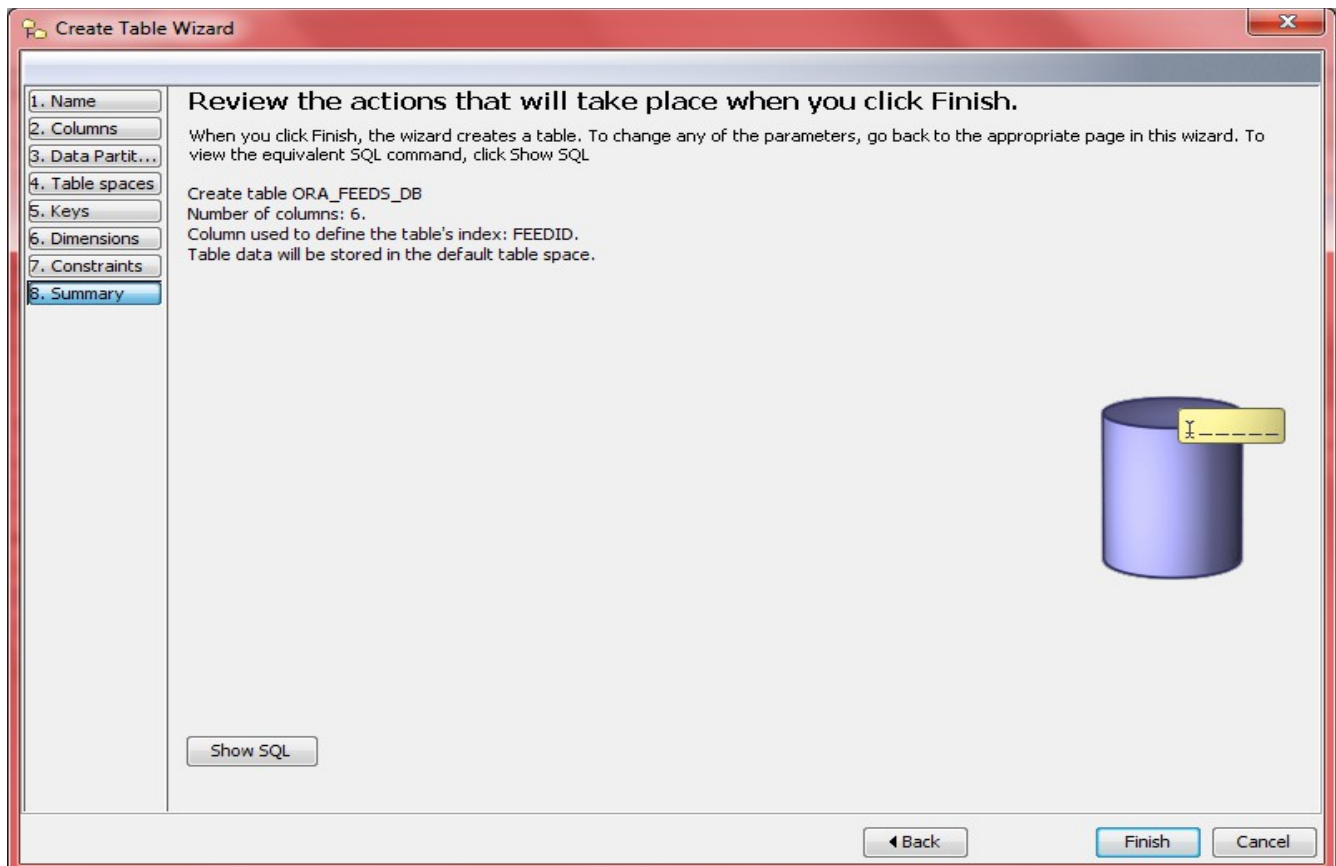 Create Table Wizard
1. Name
2. Columns
3. Data Partit...
4. Table spaces
5. Keys
6. Dimensions
7. Constraints
8. Summary
Review the actions that will take place when you click Finish.
When you click Finish, the wizard creates a table. To change any of the parameters, go back to the appropriate page in this wizard. To
view the equivalent SQL command, click Show SQL
Create table ORA_FEEDS_DB
Number of columns: 6.
Column used to define the table's index: FEEDID.
Table data will be stored in the default table space.
Show SQL
Back
Finish
Cancel